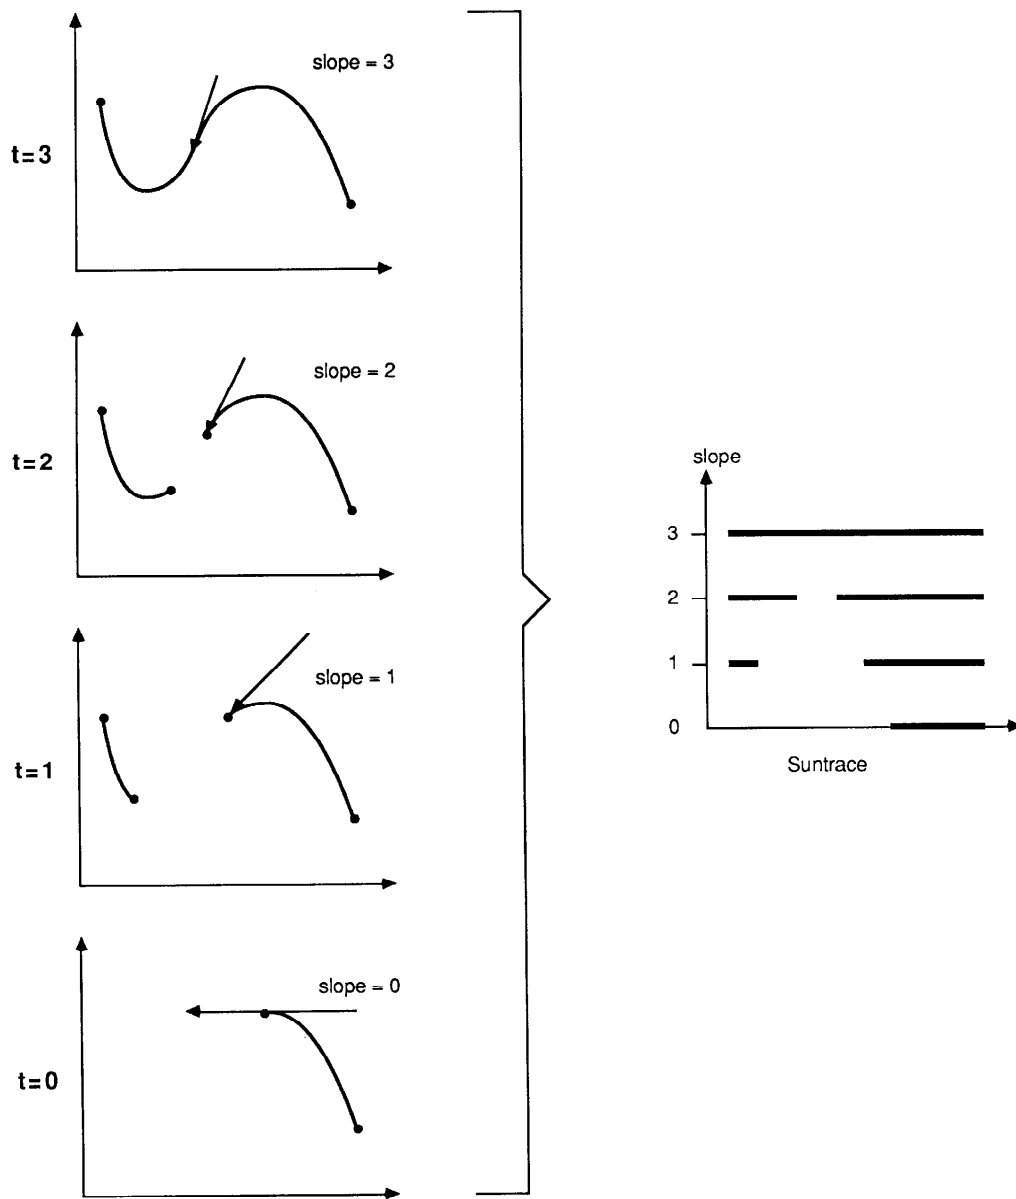 slope = 3
t=3
slope = 2
t=2
slope = 1
t=1
slope = 0
t=0
slope
3
2
1
0
Suntrace